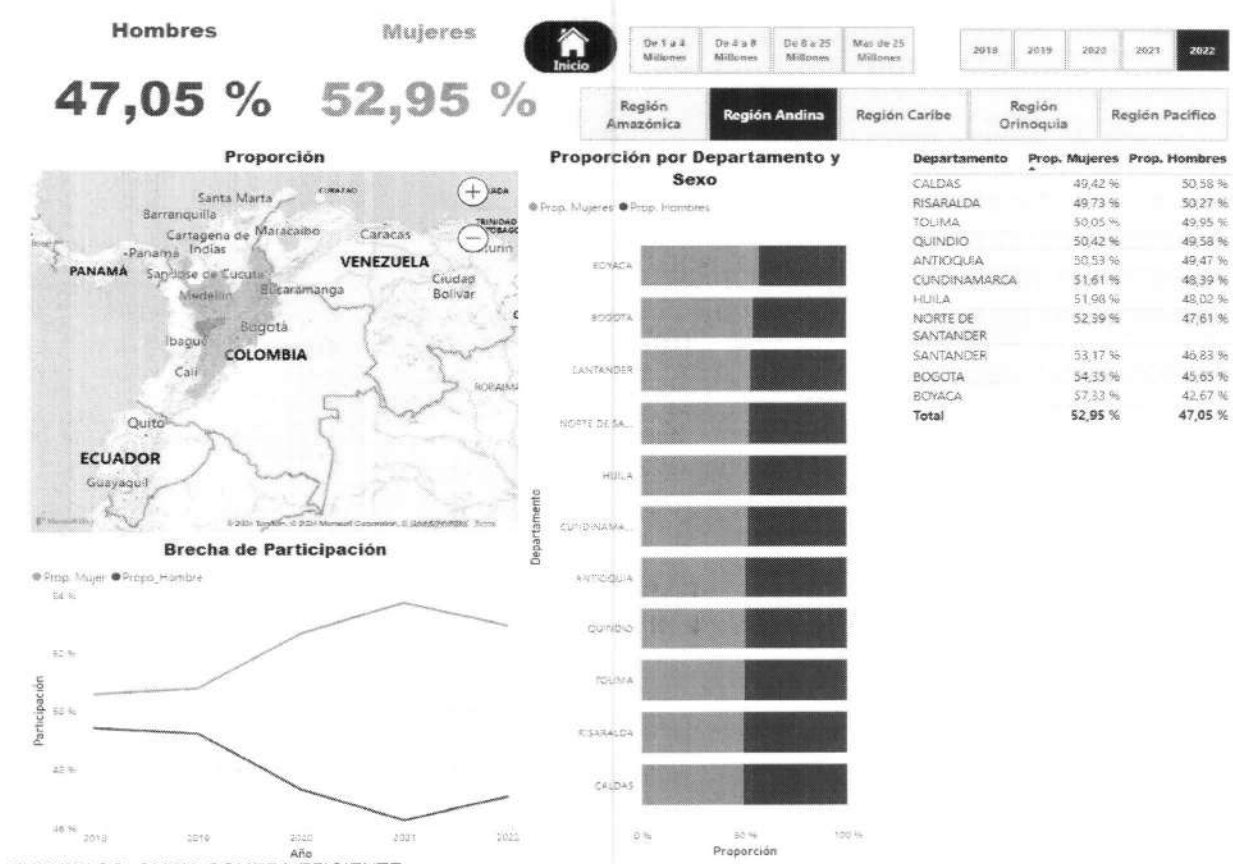 Hombres
Mujeres
47,05 %
52,95 %
Inicio
De 1 a 4
Millones
De 4 a 8
Millones
De 8 a 25
Millones
Mas de 25
Millones
2018
2019
2020
2021
2022
Región
Amazónica
Región Andina
Región Caribe
Región
Orinoquia
Región Pacífico
Proporción
CURAZAO
Santa Marta
Barranquilla
Cartagena de
Indias
Maracaibo
Caracas
TRINIDAD
Panamá
PANAMÁ
San José de Cúcuta
VENEZUELA
Ciudad
Bolívar
Medellín
Bucaramanga
Bogotá
Ibagué
COLOMBIA
Cali
RORAIMA
Quito
ECUADOR
Guayaquil
Brecha de Participación
Prop. Mujer
Propo_Hombre
54 %
52 %
50 %
48 %
46 %
Participación
2018
2019
2020
2021
2022
Año
Proporción por Departamento y
Sexo
Prop. Mujeres
Prop. Hombres
Departamento
BOYACA
BOGOTA
SANTANDER
NORTE DE SA...
HUILA
CUNDINAMA...
ANTIOQUIA
QUINDIO
TOLIMA
RISARALDA
CALDAS
0 %
50 %
100 %
Proporción
Departamento Prop. Mujeres Prop. Hombres
CALDAS 49,42 % 50,58 %
RISARALDA 49,73 % 50,27 %
TOLIMA 50,05 % 49,95 %
QUINDIO 50,42 % 49,58 %
ANTIOQUIA 50,53 % 49,47 %
CUNDINAMARCA 51,61 % 48,39 %
HUILA 51,98 % 48,02 %
NORTE DE 52,39 % 47,61 %
SANTANDER
SANTANDER 53,17 % 46,83 %
BOGOTA 54,35 % 45,65 %
BOYACA 57,33 % 42,67 %
Total 52,95 % 47,05 %